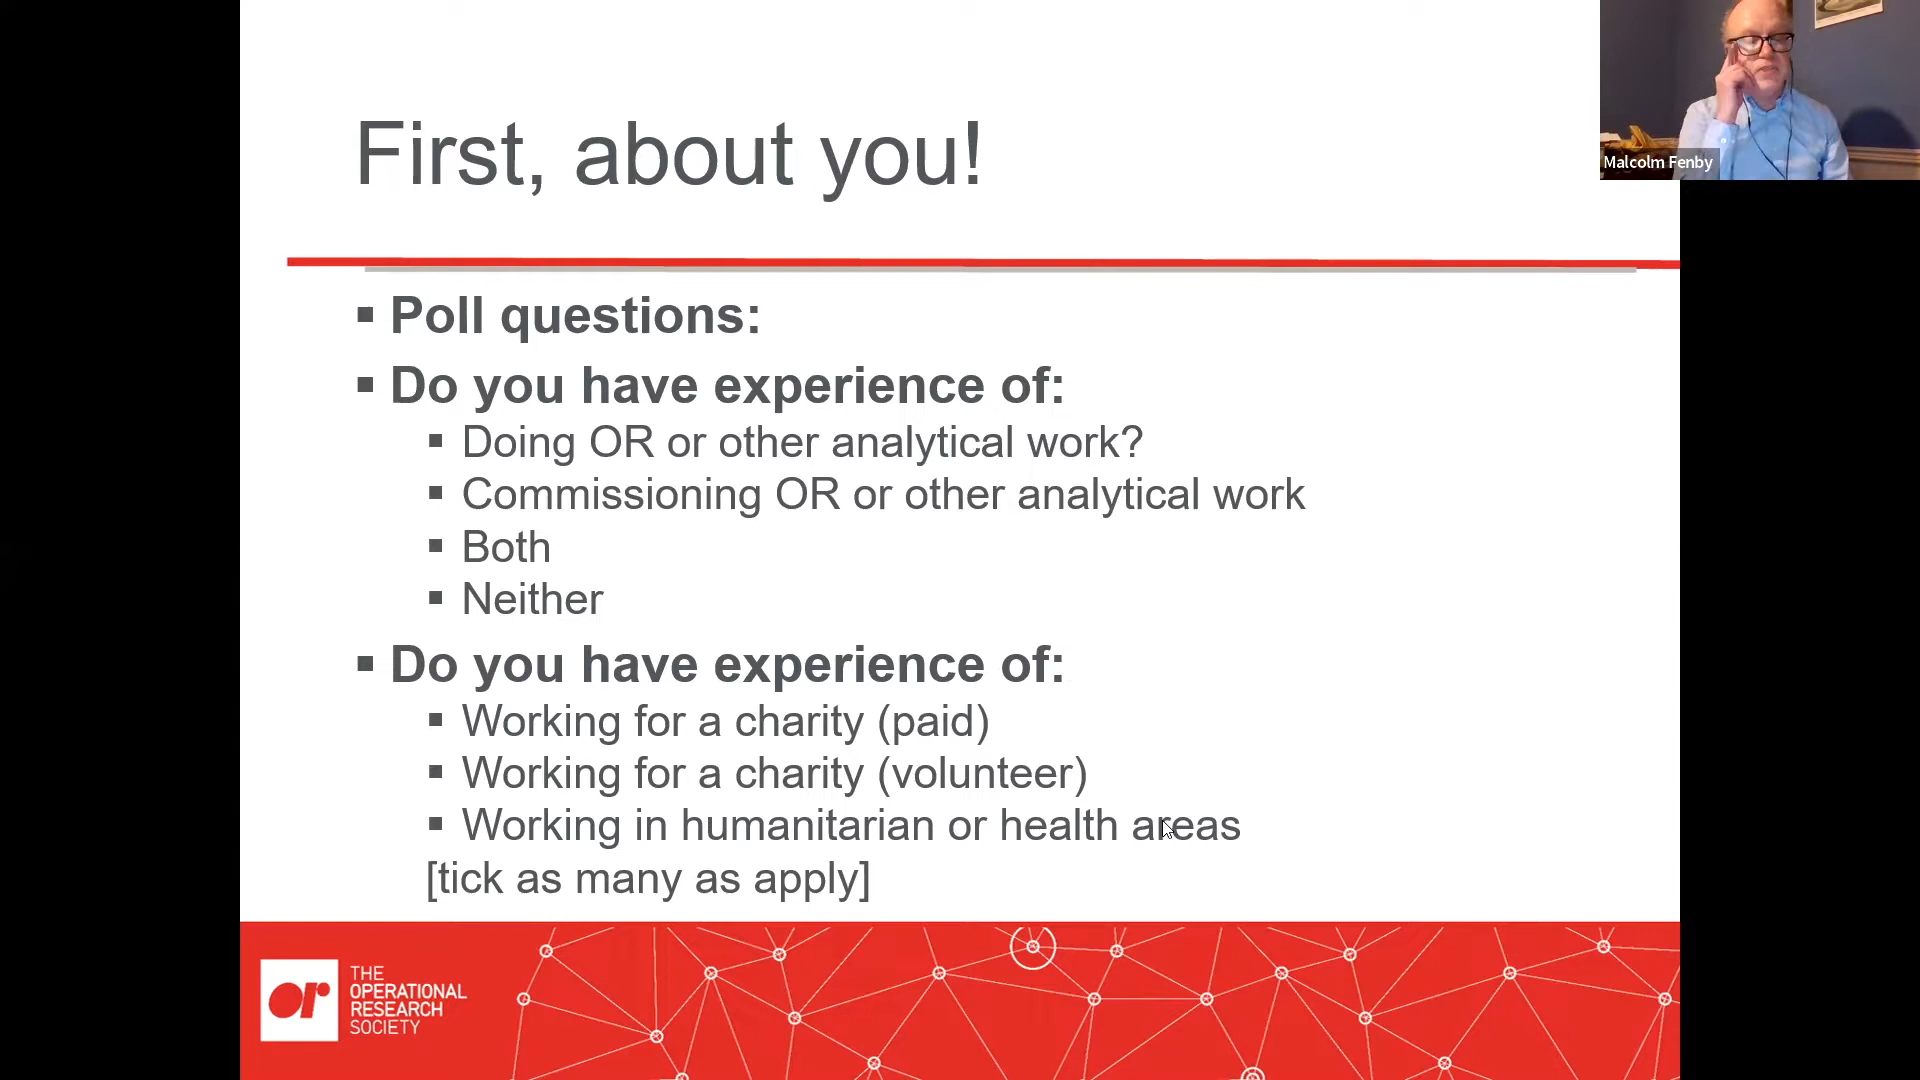 First, about you!
Malcolm Fenby
Poll questions:
Do you have experience of:
Doing OR or other analytical work?
Commissioning OR or other analytical work
Both
Neither
Do you have experience of:
Working for a charity (paid)
Working for a charity (volunteer)
Working in humanitarian or health areas
[tick as many as apply]
or
THE
OPERATIONAL
RESEARCH
SOCIETY